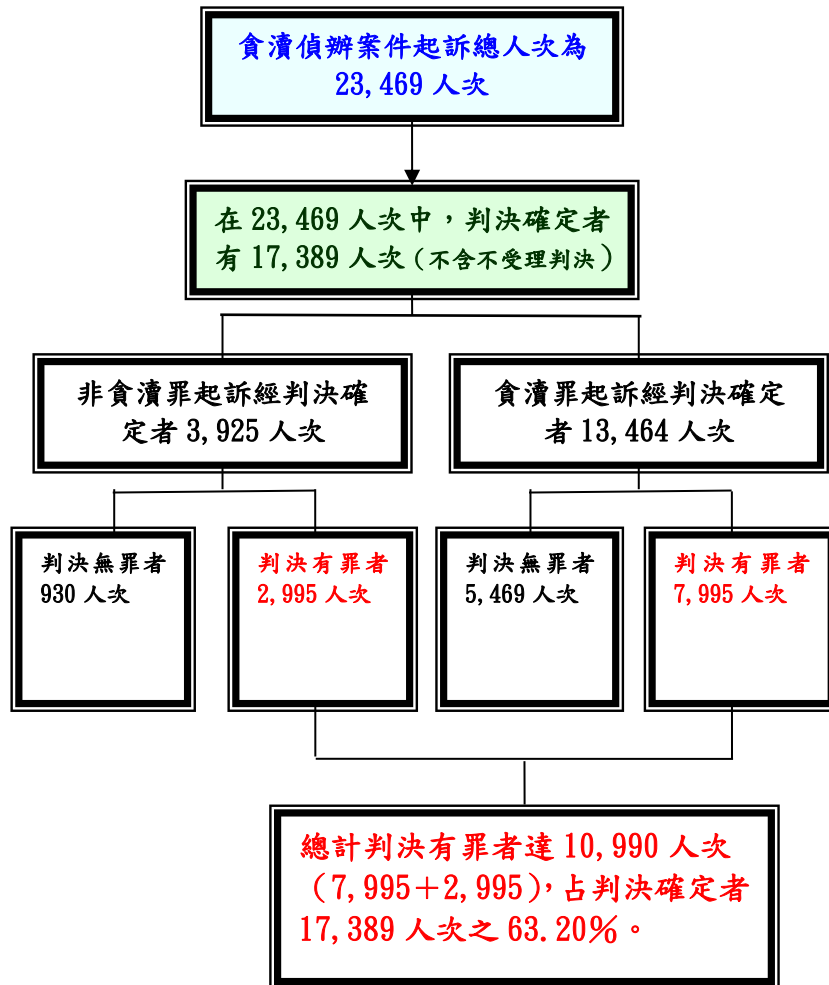 貪瀆偵辦案件起訴總人次為
23,469 人次
在 23,469 人次中，判決確定者
有 17,389 人次（不含不受理判決）
非貪瀆罪起訴經判決確
定者 3,925 人次
貪瀆罪起訴經判決確定
者 13,464 人次
判決無罪者
930 人次
判決有罪者
2,995 人次
判決無罪者
5,469 人次
判決有罪者
7,995 人次
總計判決有罪者達 10,990 人次
（7,995＋2,995），占判決確定者
17,389 人次之 63.20％。